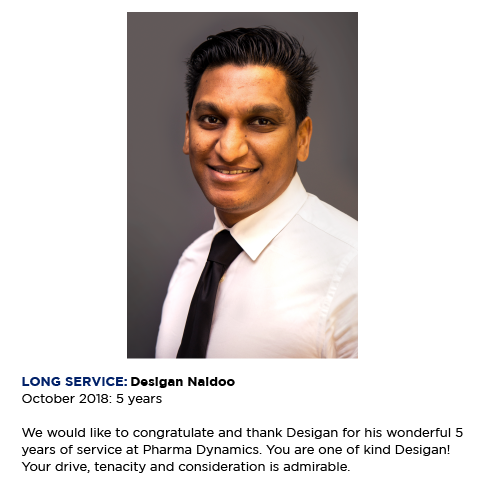 LONG SERVICE: Desigan Naidoo
October 2018: 5 years
We would like to congratulate and thank Desigan for his wonderful 5
years of service at Pharma Dynamics. You are one of kind Desigan!
Your drive, tenacity and consideration is admirable.